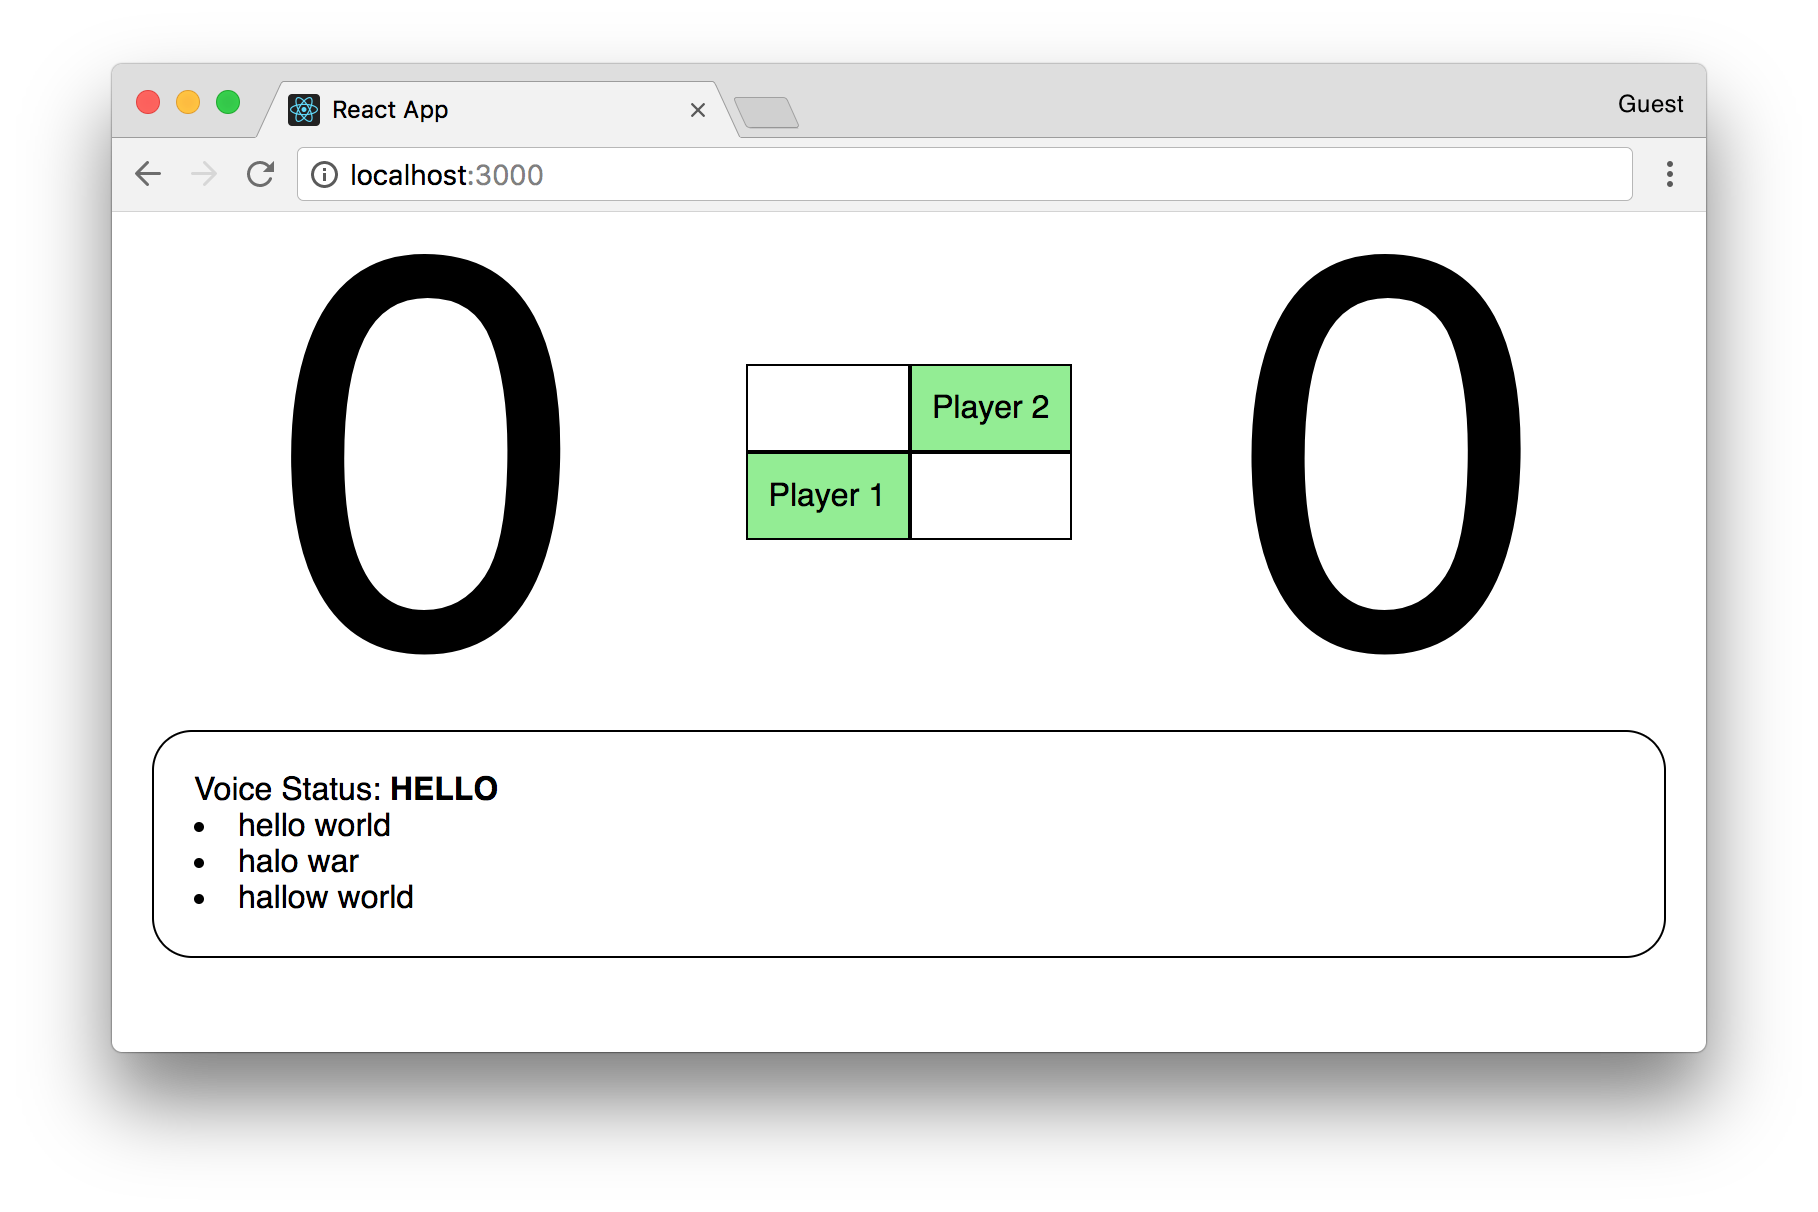 React App
Guest
localhost:3000
0
0
Player 2
Player 1
Voice Status: HELLO
• hello world
• halo war
• hallow world